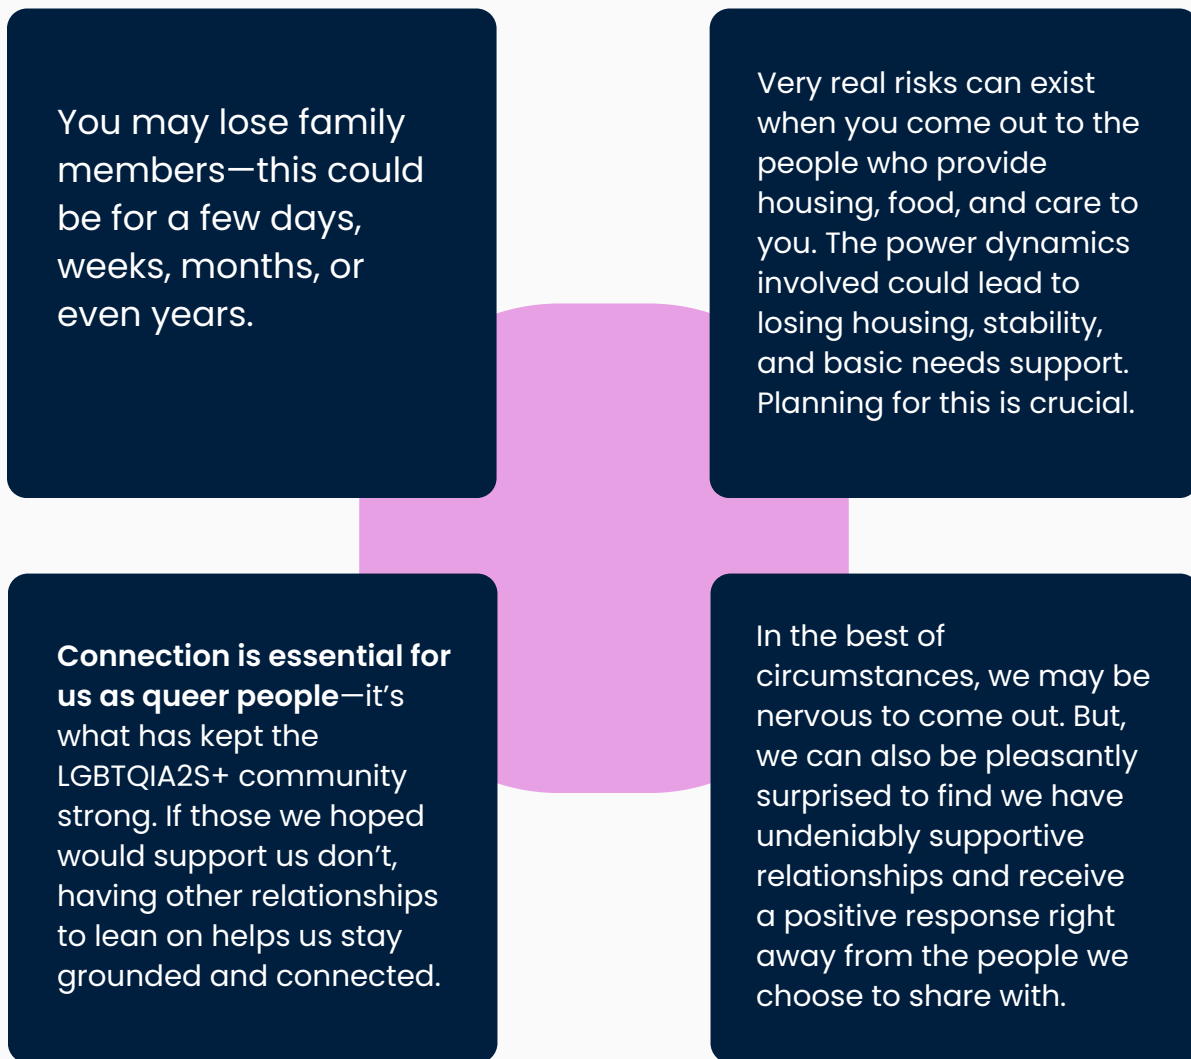 You may lose family
members—this could
be for a few days,
weeks, months, or
even years.
Very real risks can exist
when you come out to the
people who provide
housing, food, and care to
you. The power dynamics
involved could lead to
losing housing, stability,
and basic needs support.
Planning for this is crucial.
Connection is essential for
us as queer people—it’s
what has kept the
LGBTQIA2S+ community
strong. If those we hoped
would support us don’t,
having other relationships
to lean on helps us stay
grounded and connected.
In the best of
circumstances, we may be
nervous to come out. But,
we can also be pleasantly
surprised to find we have
undeniably supportive
relationships and receive
a positive response right
away from the people we
choose to share with.